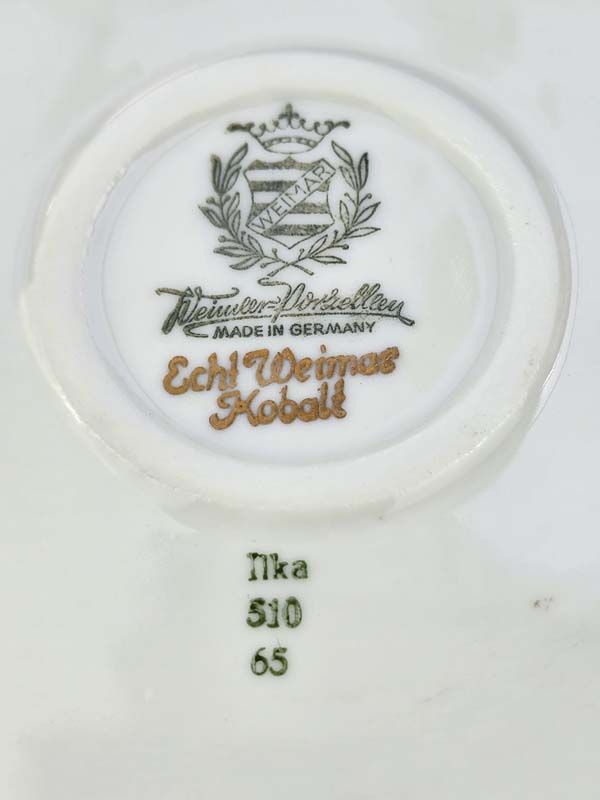 WEIMAR
Weimar-Porzellan
MADE IN GERMANY
Echt Weimar
Kobalt
Ilka
510
65